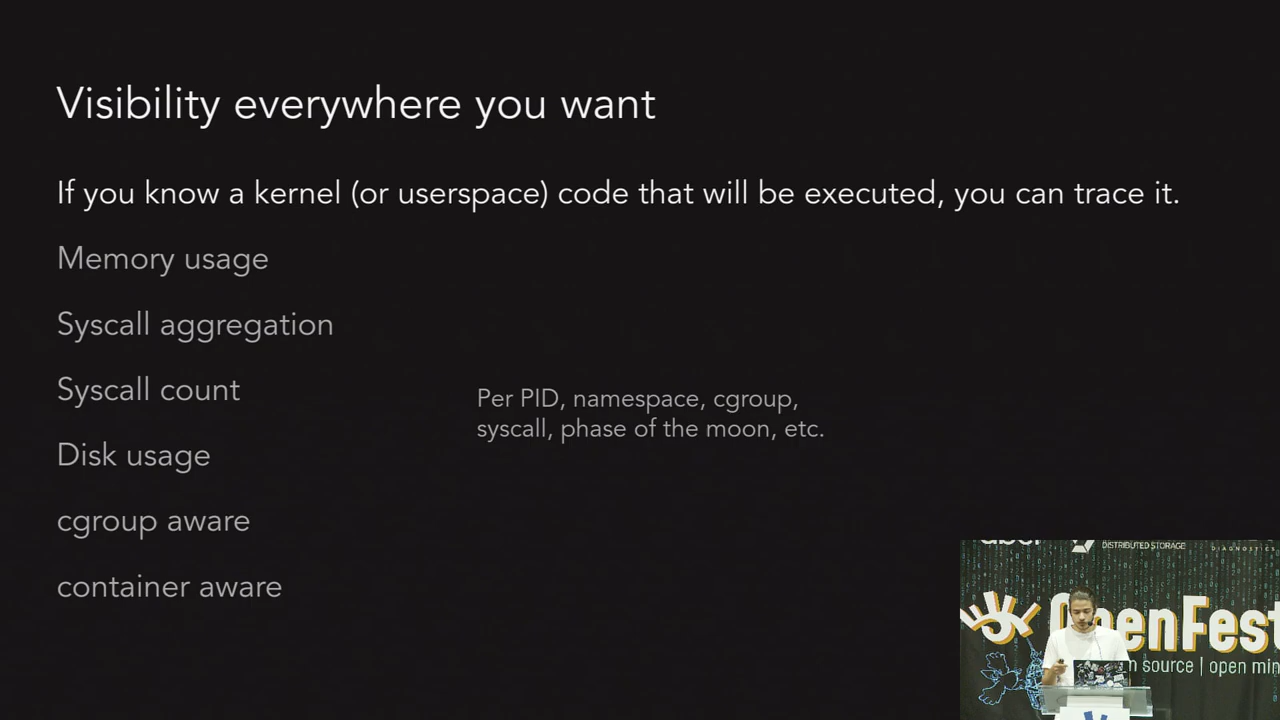 Visibility everywhere you want
If you know a kernel (or userspace) code that will be executed, you can trace it.
Memory usage
Syscall aggregation
Syscall count
Per PID, namespace, cgroup,
syscall, phase of the moon, etc.
Disk usage
cgroup aware
container aware
DISTRIBUTED STORAGE
DIAGNOSTICS
OpenFest
source | open